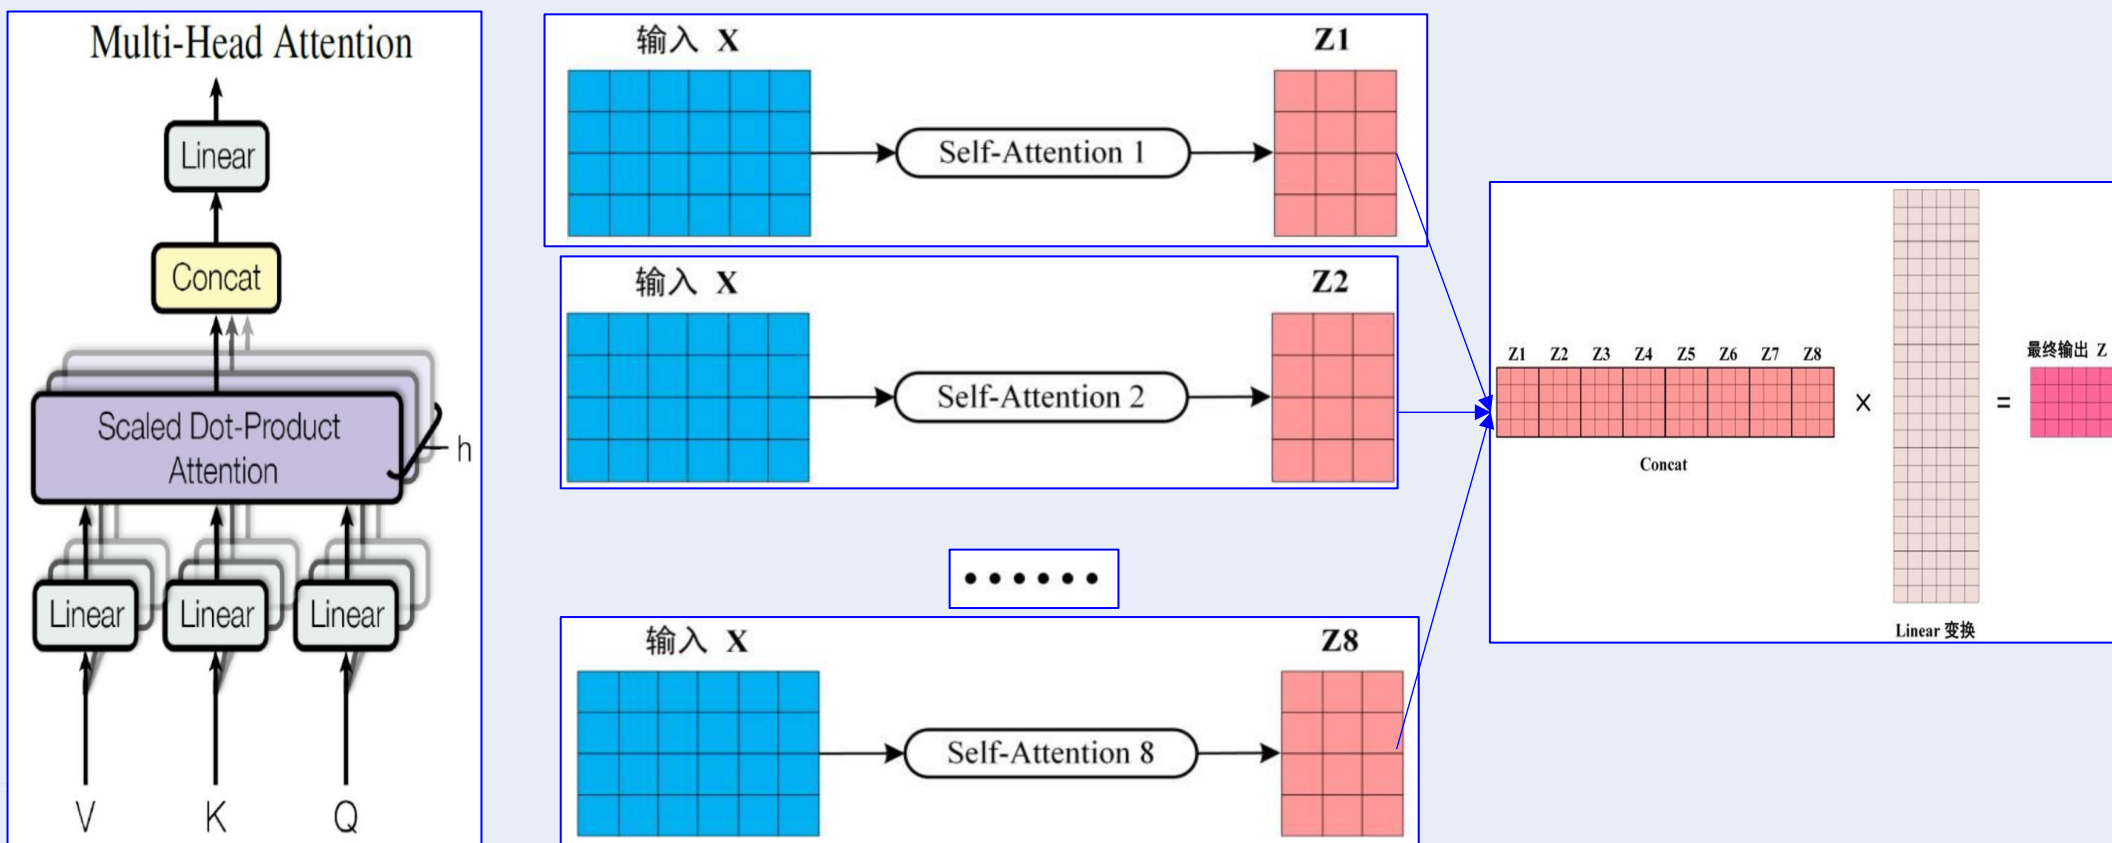 Multi-Head Attention
Linear
Concat
Scaled Dot-Product
Attention
h
Linear
Linear
Linear
V
K
Q
输入 X
Z1
Self-Attention 1
输入 X
Z2
Self-Attention 2
······
输入 X
Z8
Self-Attention 8
Z1 Z2 Z3 Z4 Z5 Z6 Z7 Z8
Concat
×
Linear 变换
=
最终输出 Z